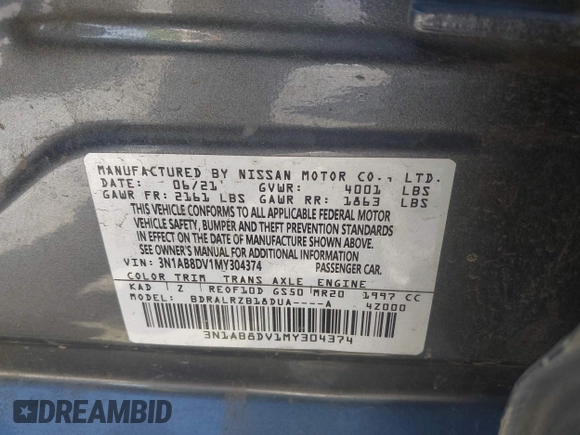 MANUFACTURED BY NISSAN MOTOR CO., LTD.
DATE: 06/21 GVWR: 4001 LBS
GAWR FR: 2161 LBS GAWR RR: 1863 LBS
THIS VEHICLE CONFORMS TO ALL APPLICABLE FEDERAL MOTOR
VEHICLE SAFETY, BUMPER AND THEFT PREVENTION STANDARDS
IN EFFECT ON THE DATE OF MANUFACTURE SHOWN ABOVE.
SEE OWNER'S MANUAL FOR ADDITIONAL INFORMATION.
VIN: 3N1AB8DV1MY304374 PASSENGER CAR.
COLOR TRIM TRANS AXLE ENGINE
KAD Z RE0F10D GS50 MR20 1997 CC
MODEL: BDRALRZB18DUA----A 4Z000
3N1AB8DV1MY304374
DREAMBID